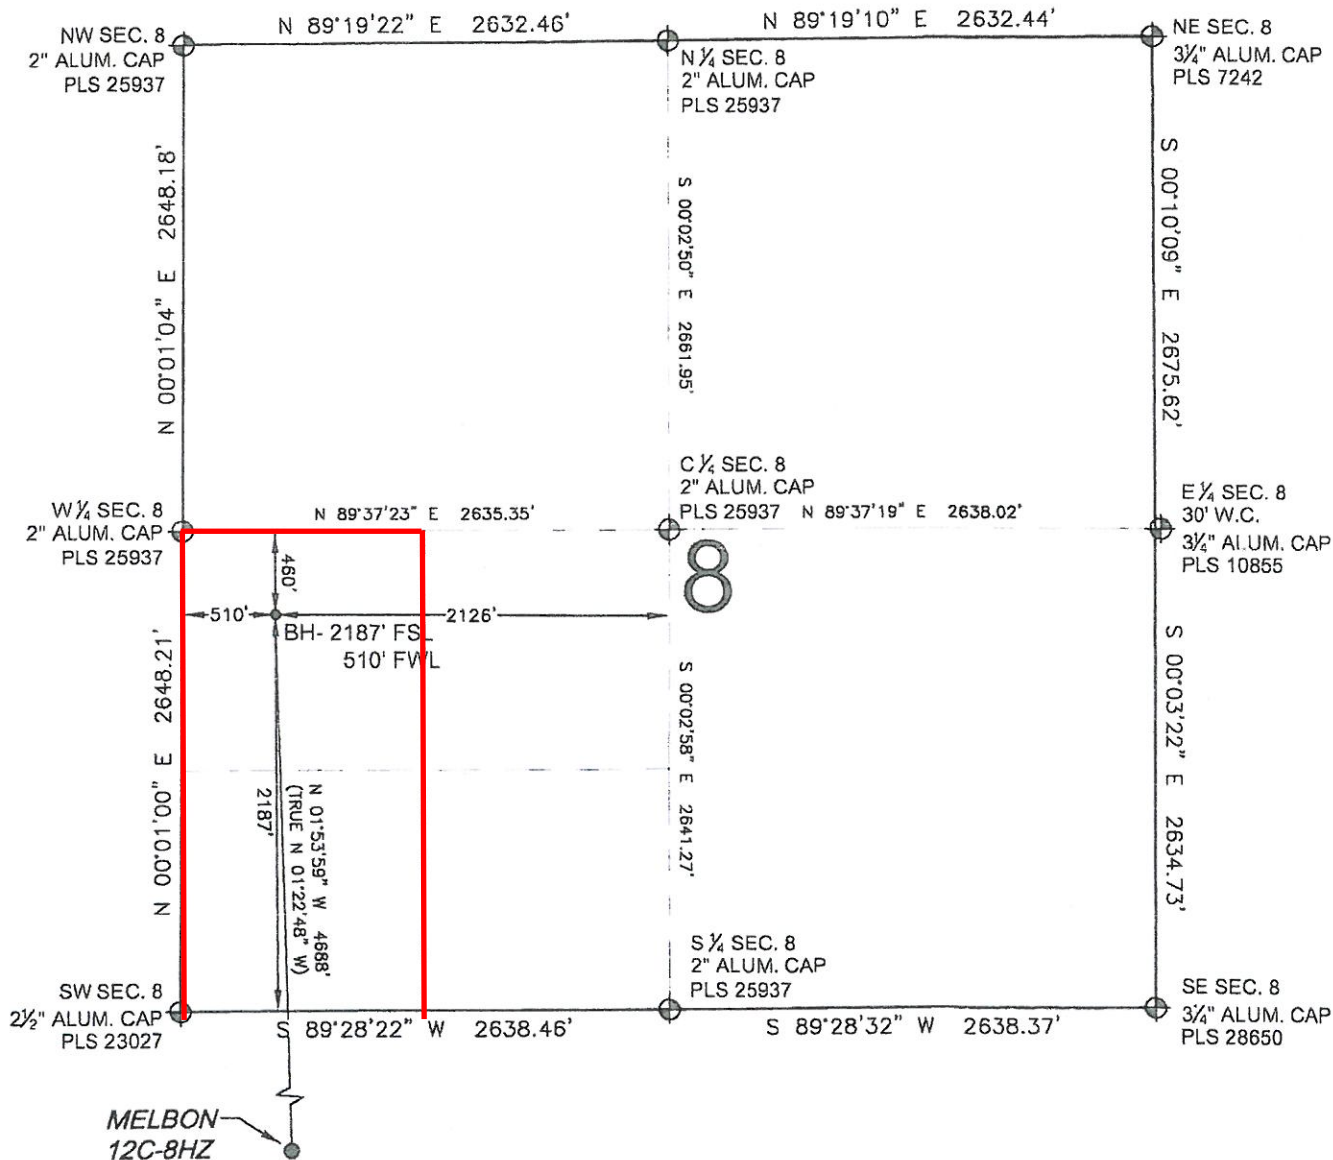 N 89°19'22" E 2632.46'
N 89°19'10" E 2632.44'
NW SEC. 8
2" ALUM. CAP
PLS 25937
N ¼ SEC. 8
2" ALUM. CAP
PLS 25937
NE SEC. 8
3¼" ALUM. CAP
PLS 7242
N 00°01'04" E 2648.18'
S 00°02'50" E 2661.95'
S 00°10'09" E 2675.62'
W ¼ SEC. 8
2" ALUM. CAP
PLS 25937
N 89°37'23" E 2635.35'
C ¼ SEC. 8
2" ALUM. CAP
PLS 25937
N 89°37'19" E 2638.02'
E ¼ SEC. 8
30' W.C.
3¼" ALUM. CAP
PLS 10855
8
460'
510'
2126'
BH- 2187' FSL
510' FWL
N 00°01'00" E 2648.21'
2187'
N 01°53'59" W 4688'
(TRUE N 01°22'48" W)
S 00°02'58" E 2641.27'
S 00°03'22" E 2634.73'
SW SEC. 8
2½" ALUM. CAP
PLS 23027
S 89°28'22" W 2638.46'
S ¼ SEC. 8
2" ALUM. CAP
PLS 25937
S 89°28'32" W 2638.37'
SE SEC. 8
3¼" ALUM. CAP
PLS 28650
MELBON
12C-8HZ